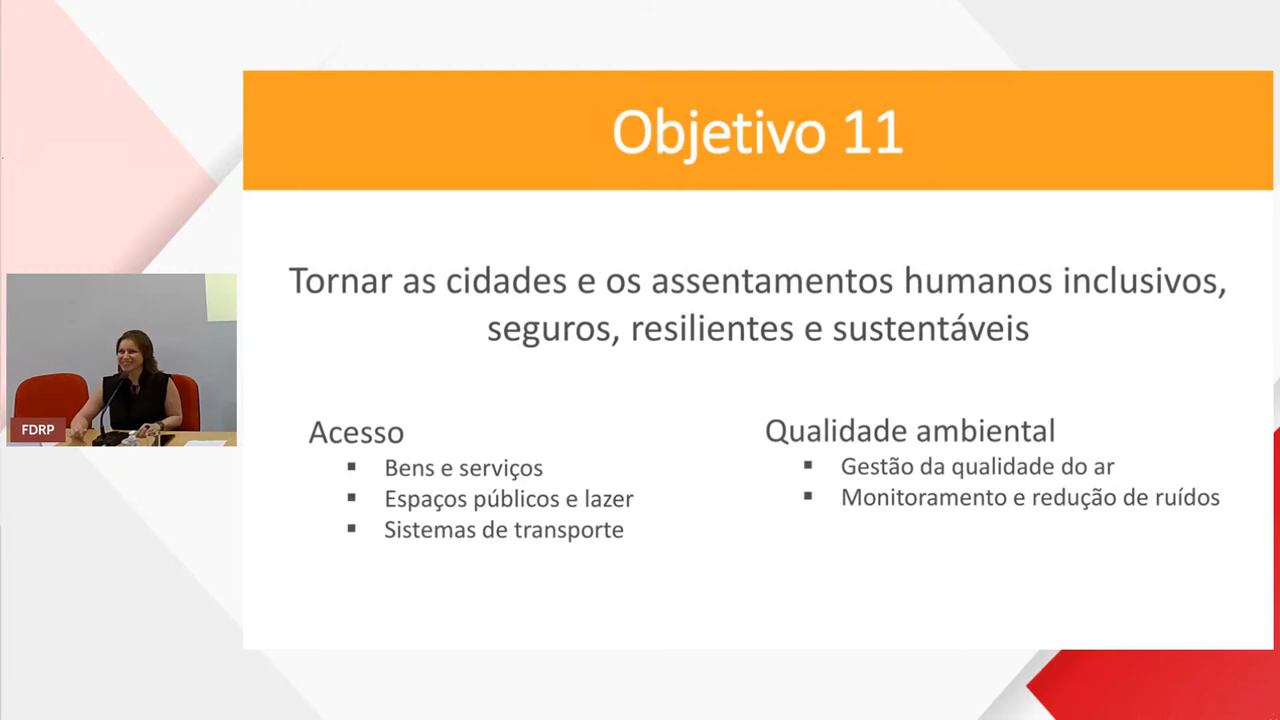 Objetivo 11
Tornar as cidades e os assentamentos humanos inclusivos,
seguros, resilientes e sustentáveis
Acesso
▪ Bens e serviços
▪ Espaços públicos e lazer
▪ Sistemas de transporte
Qualidade ambiental
▪ Gestão da qualidade do ar
▪ Monitoramento e redução de ruídos
FDRP